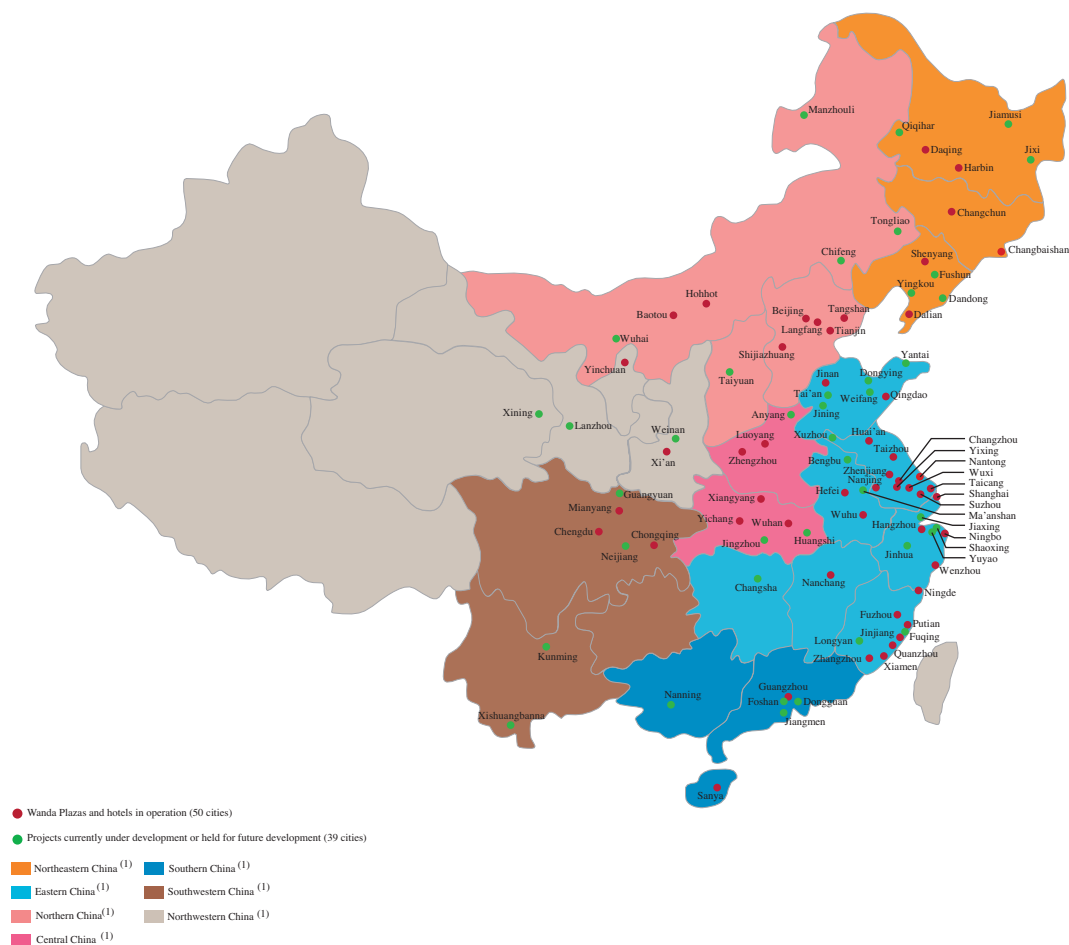 Manzhouli
Jiamusi
Qiqihar
Daqing
Jixi
Harbin
Changchun
Tongliao
Changbaishan
Chifeng
Shenyang
Fushun
Yingkou
Dandong
Hohhot
Baotou
Beijing
Tangshan
Dalian
Langfang
Tianjin
Wuhai
Shijiazhuang
Yinchuan
Yantai
Taiyuan
Jinan
Dongying
Tai'an
Weifang
Qingdao
Xining
Anyang
Jining
Lanzhou
Weinan
Luoyang
Xuzhou
Huai'an
Changzhou
Taizhou
Yixing
Xi'an
Zhengzhou
Bengbu
Nantong
Zhenjiang
Wuxi
Nanjing
Taicang
Guangyuan
Xiangyang
Hefei
Shanghai
Suzhou
Mianyang
Ma'anshan
Yichang
Wuhan
Wuhu
Hangzhou
Jiaxing
Chengdu
Chongqing
Ningbo
Jingzhou
Huangshi
Shaoxing
Neijiang
Jinhua
Yuyao
Wenzhou
Changsha
Nanchang
Ningde
Fuzhou
Putian
Jinjiang
Fuqing
Longyan
Kunming
Zhangzhou
Quanzhou
Xiamen
Guangzhou
Nanning
Foshan
Dongguan
Xishuangbanna
Jiangmen
Sanya
Wanda Plazas and hotels in operation (50 cities)
Projects currently under development or held for future development (39 cities)
Northeastern China (1)
Southern China (1)
Eastern China (1)
Southwestern China (1)
Northern China(1)
Northwestern China (1)
Central China (1)